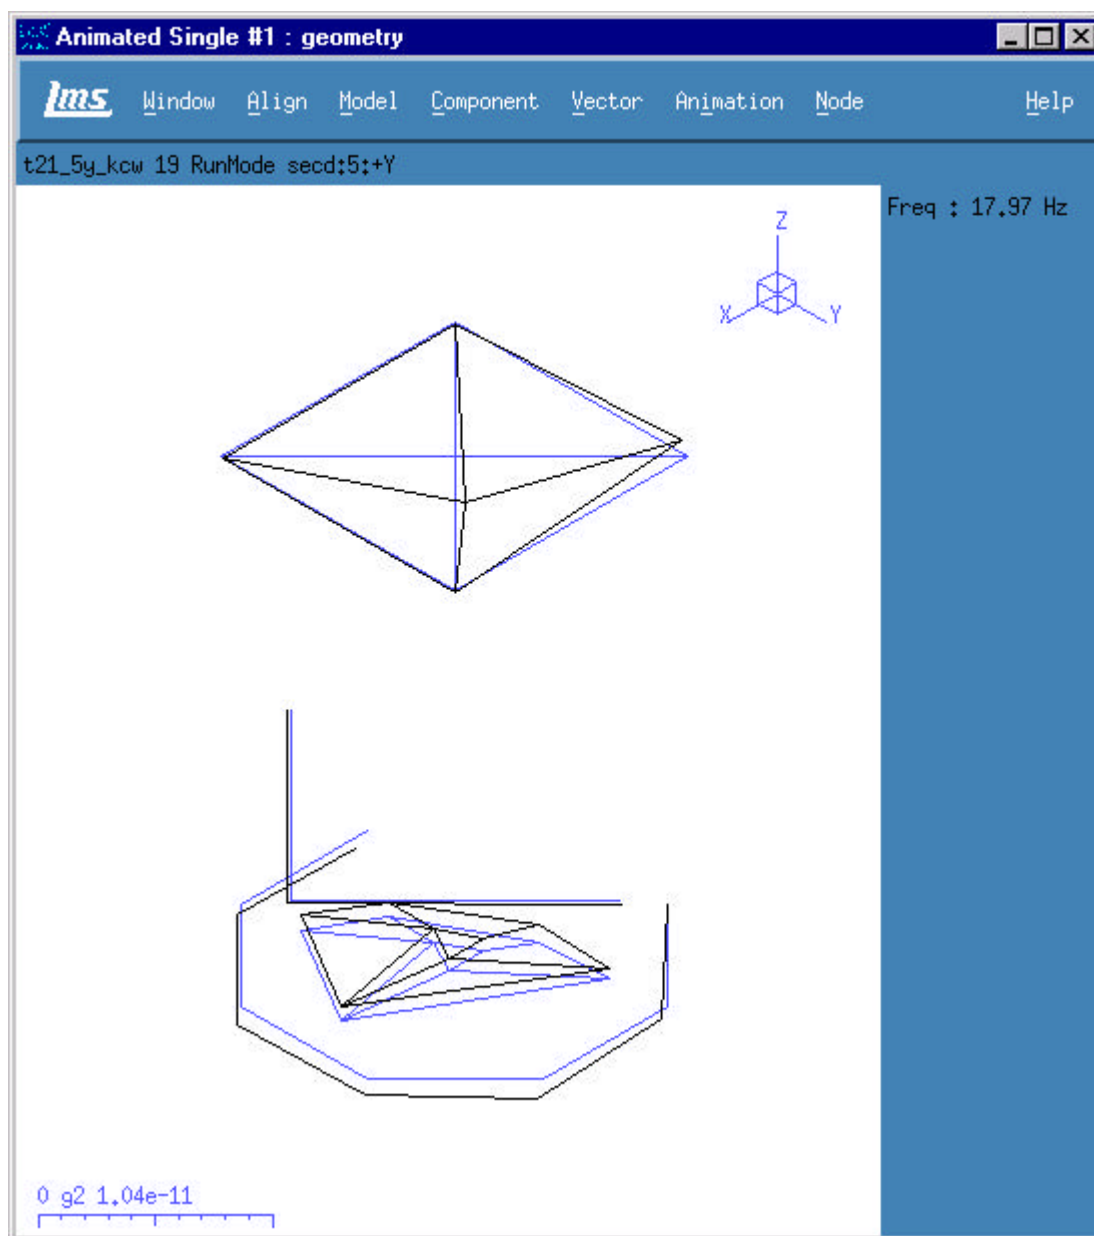 Animated Single #1 : geometry
lms Window Align Model Component Vector Animation Node Help
t21_5y_kcw 19 RunMode secd:5:+Y
Freq : 17.97 Hz
Z
X Y
0 g2 1.04e-11